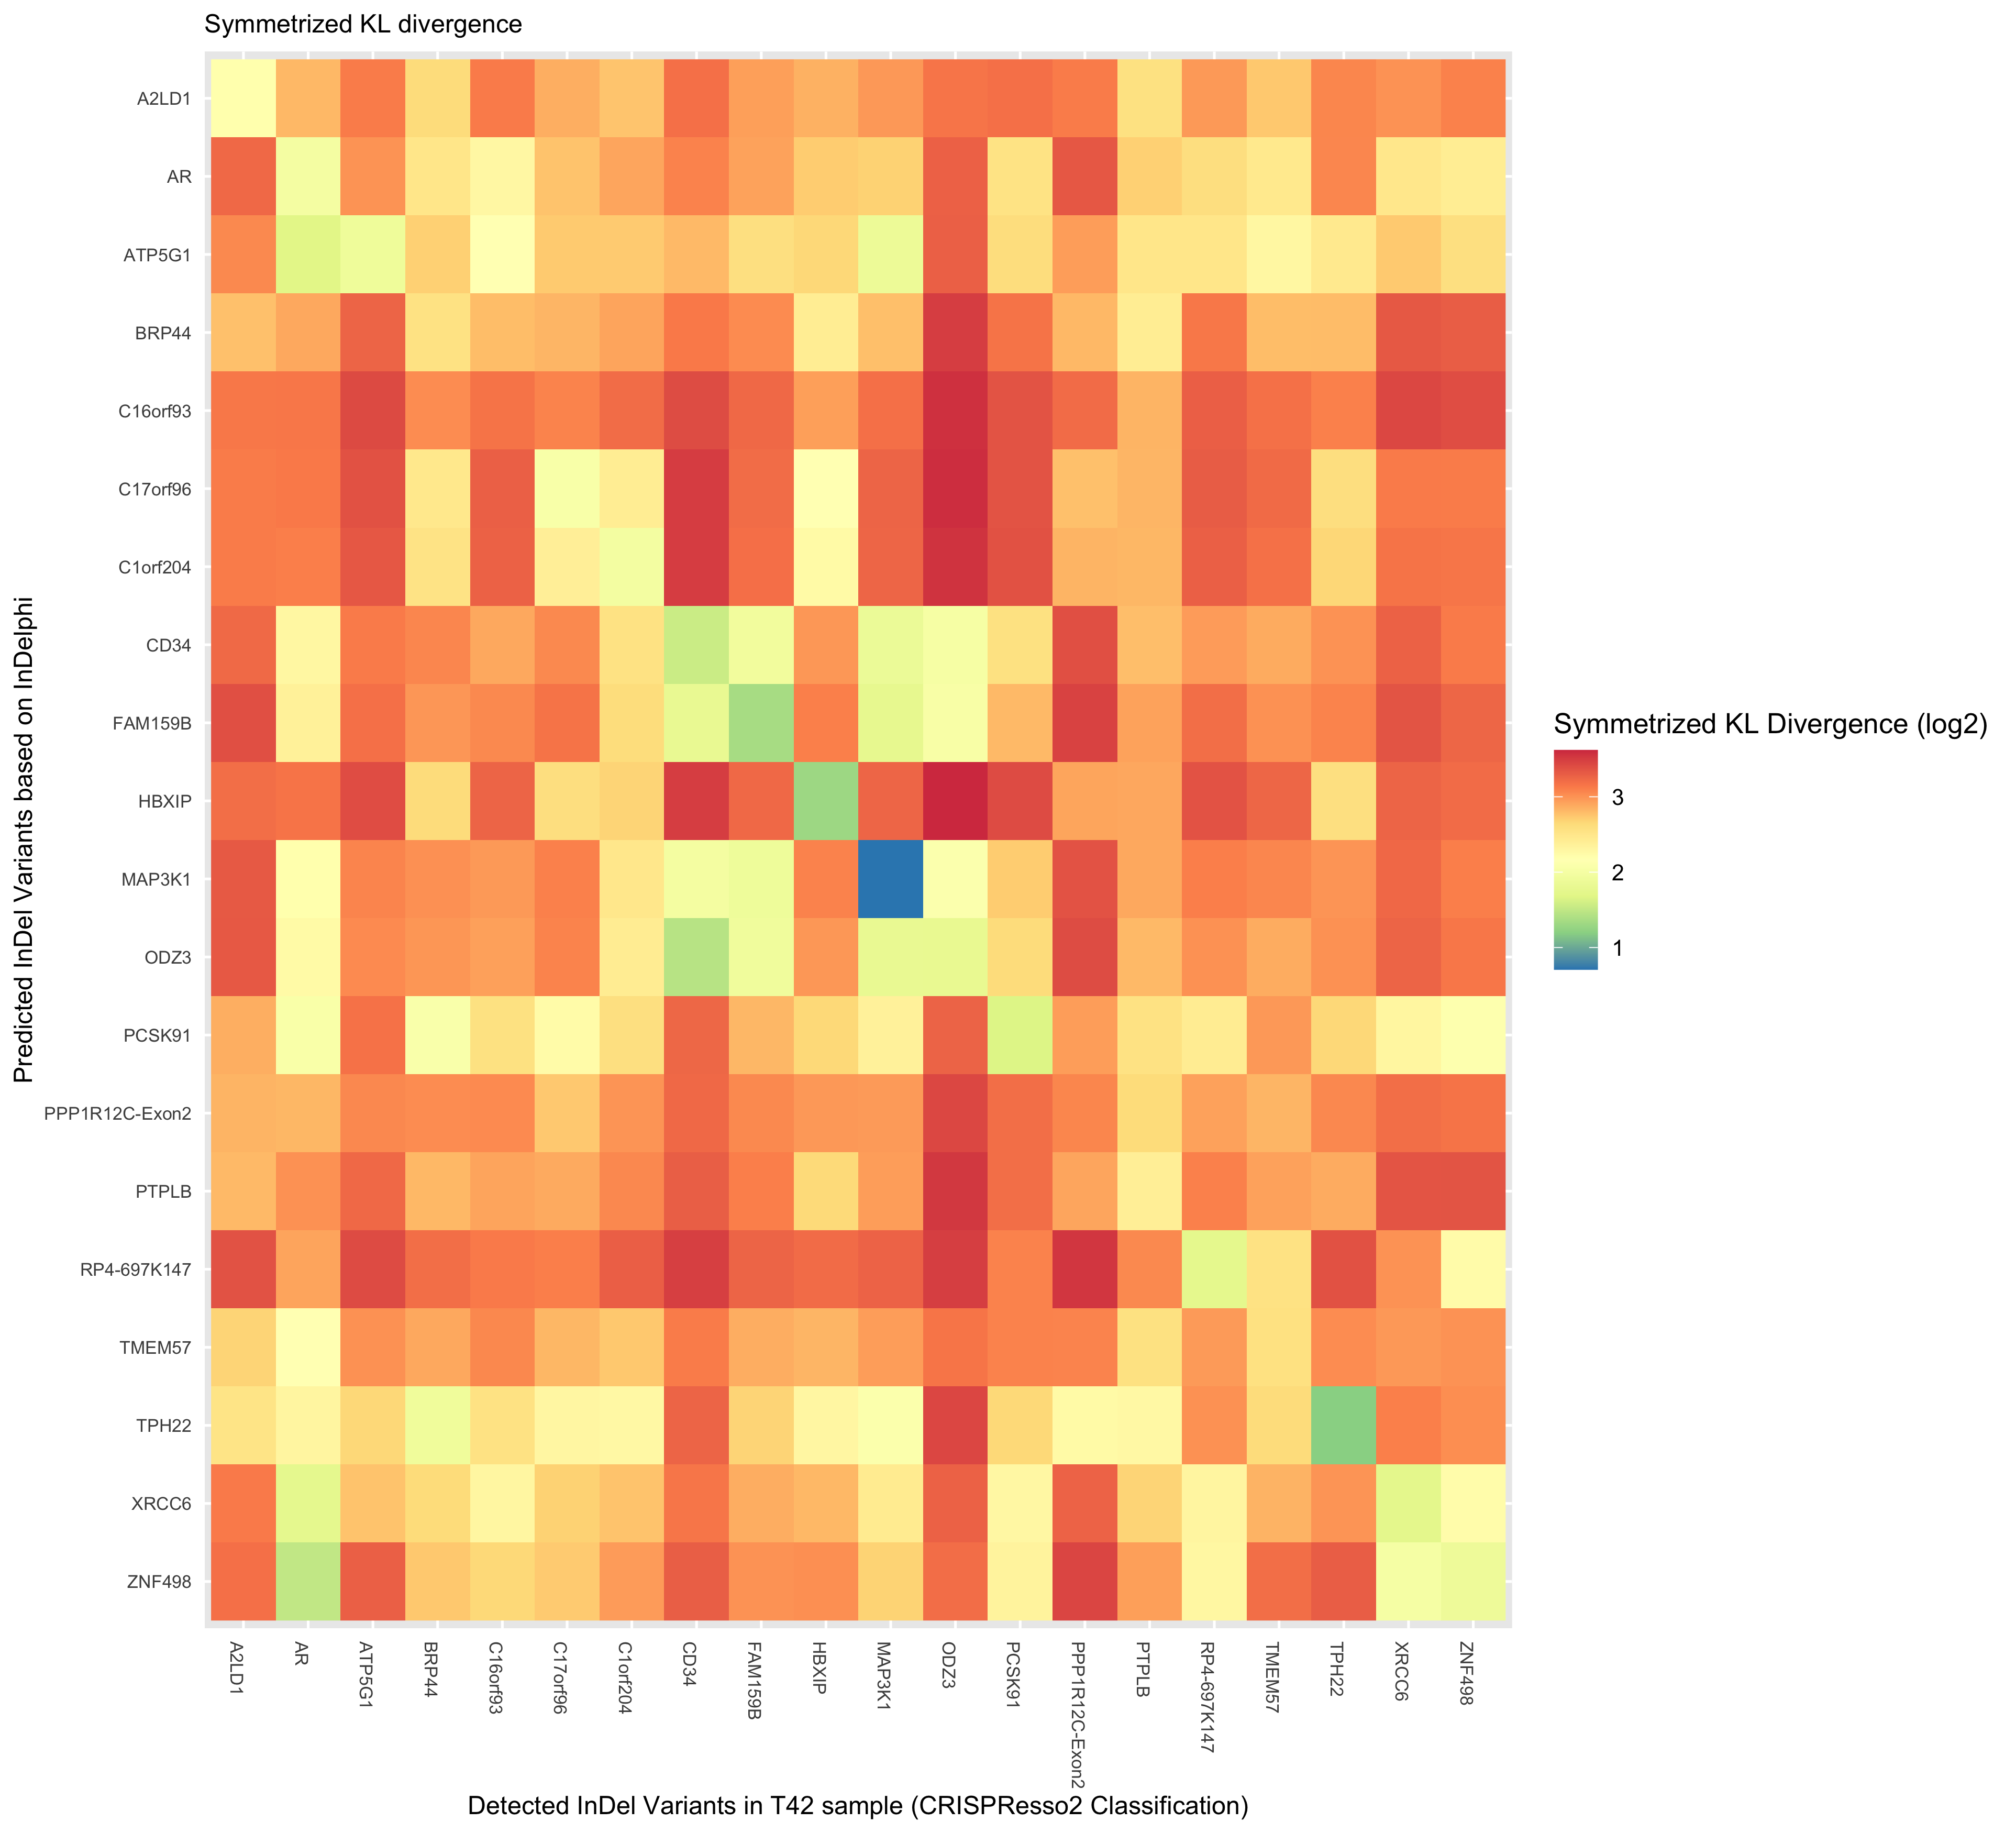 Symmetrized KL divergence
A2LD1
AR
ATP5G1
BRP44
C16orf93
C17orf96
C1orf204
CD34
FAM159B
HBXIP
MAP3K1
ODZ3
PCSK91
PPP1R12C-Exon2
PTPLB
RP4-697K147
TMEM57
TPH22
XRCC6
ZNF498
Predicted InDel Variants based on InDelphi
A2LD1
AR
ATP5G1
BRP44
C16orf93
C17orf96
C1orf204
CD34
FAM159B
HBXIP
MAP3K1
ODZ3
PCSK91
PPP1R12C-Exon2
PTPLB
RP4-697K147
TMEM57
TPH22
XRCC6
ZNF498
Detected InDel Variants in T42 sample (CRISPResso2 Classification)
Symmetrized KL Divergence (log2)
3
2
1